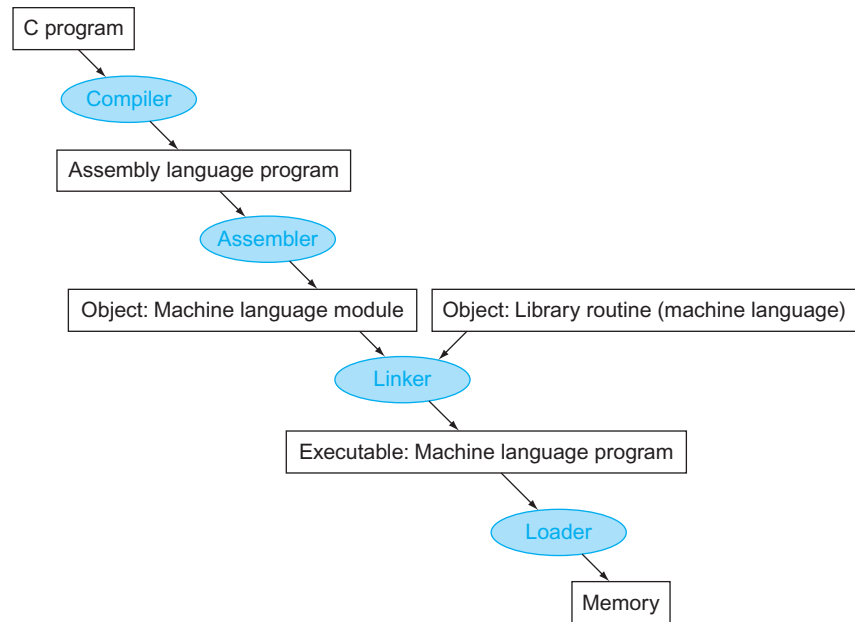 C program
Compiler
Assembly language program
Assembler
Object: Machine language module
Object: Library routine (machine language)
Linker
Executable: Machine language program
Loader
Memory